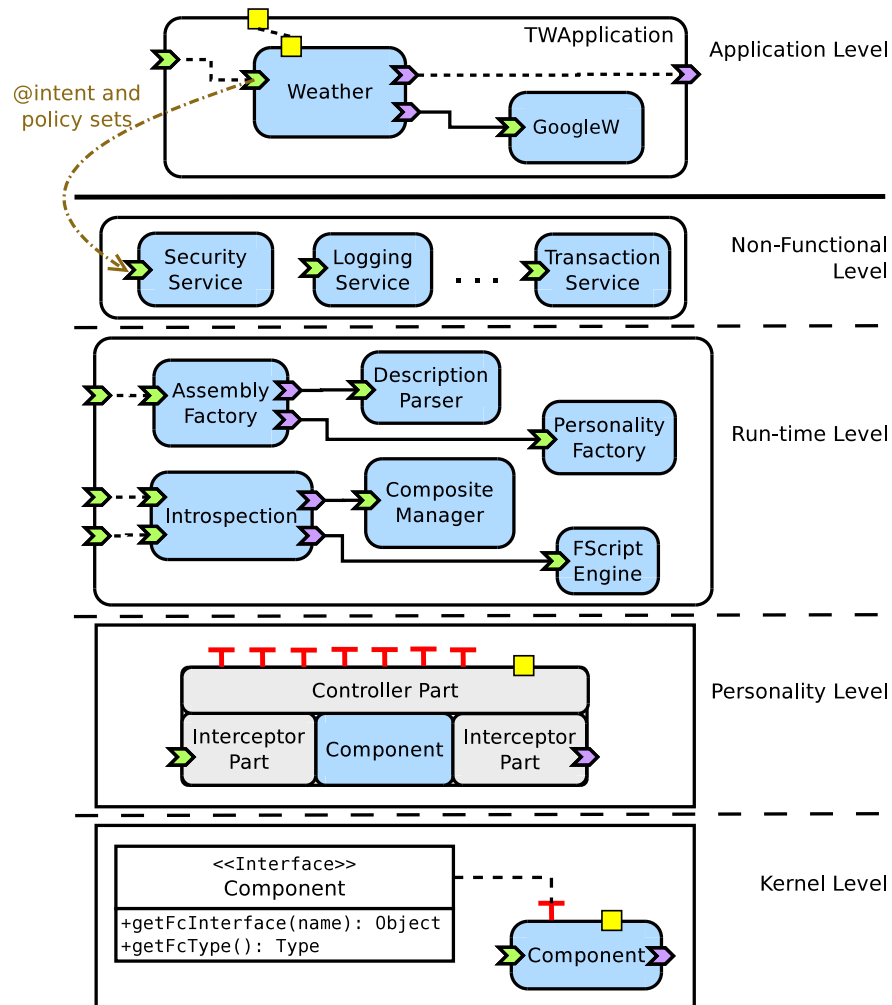 TWApplication
Application Level
Weather
@intent and
policy sets
GoogleW
Non-Functional
Level
Security
Service
Logging
Service
. . .
Transaction
Service
Assembly
Factory
Description
Parser
Personality
Factory
Run-time Level
Introspection
Composite
Manager
FScript
Engine
Controller Part
Personality Level
Interceptor
Part
Component
Interceptor
Part
<<Interface>>
Component
Kernel Level
+getFcInterface(name): Object
+getFcType(): Type
Component